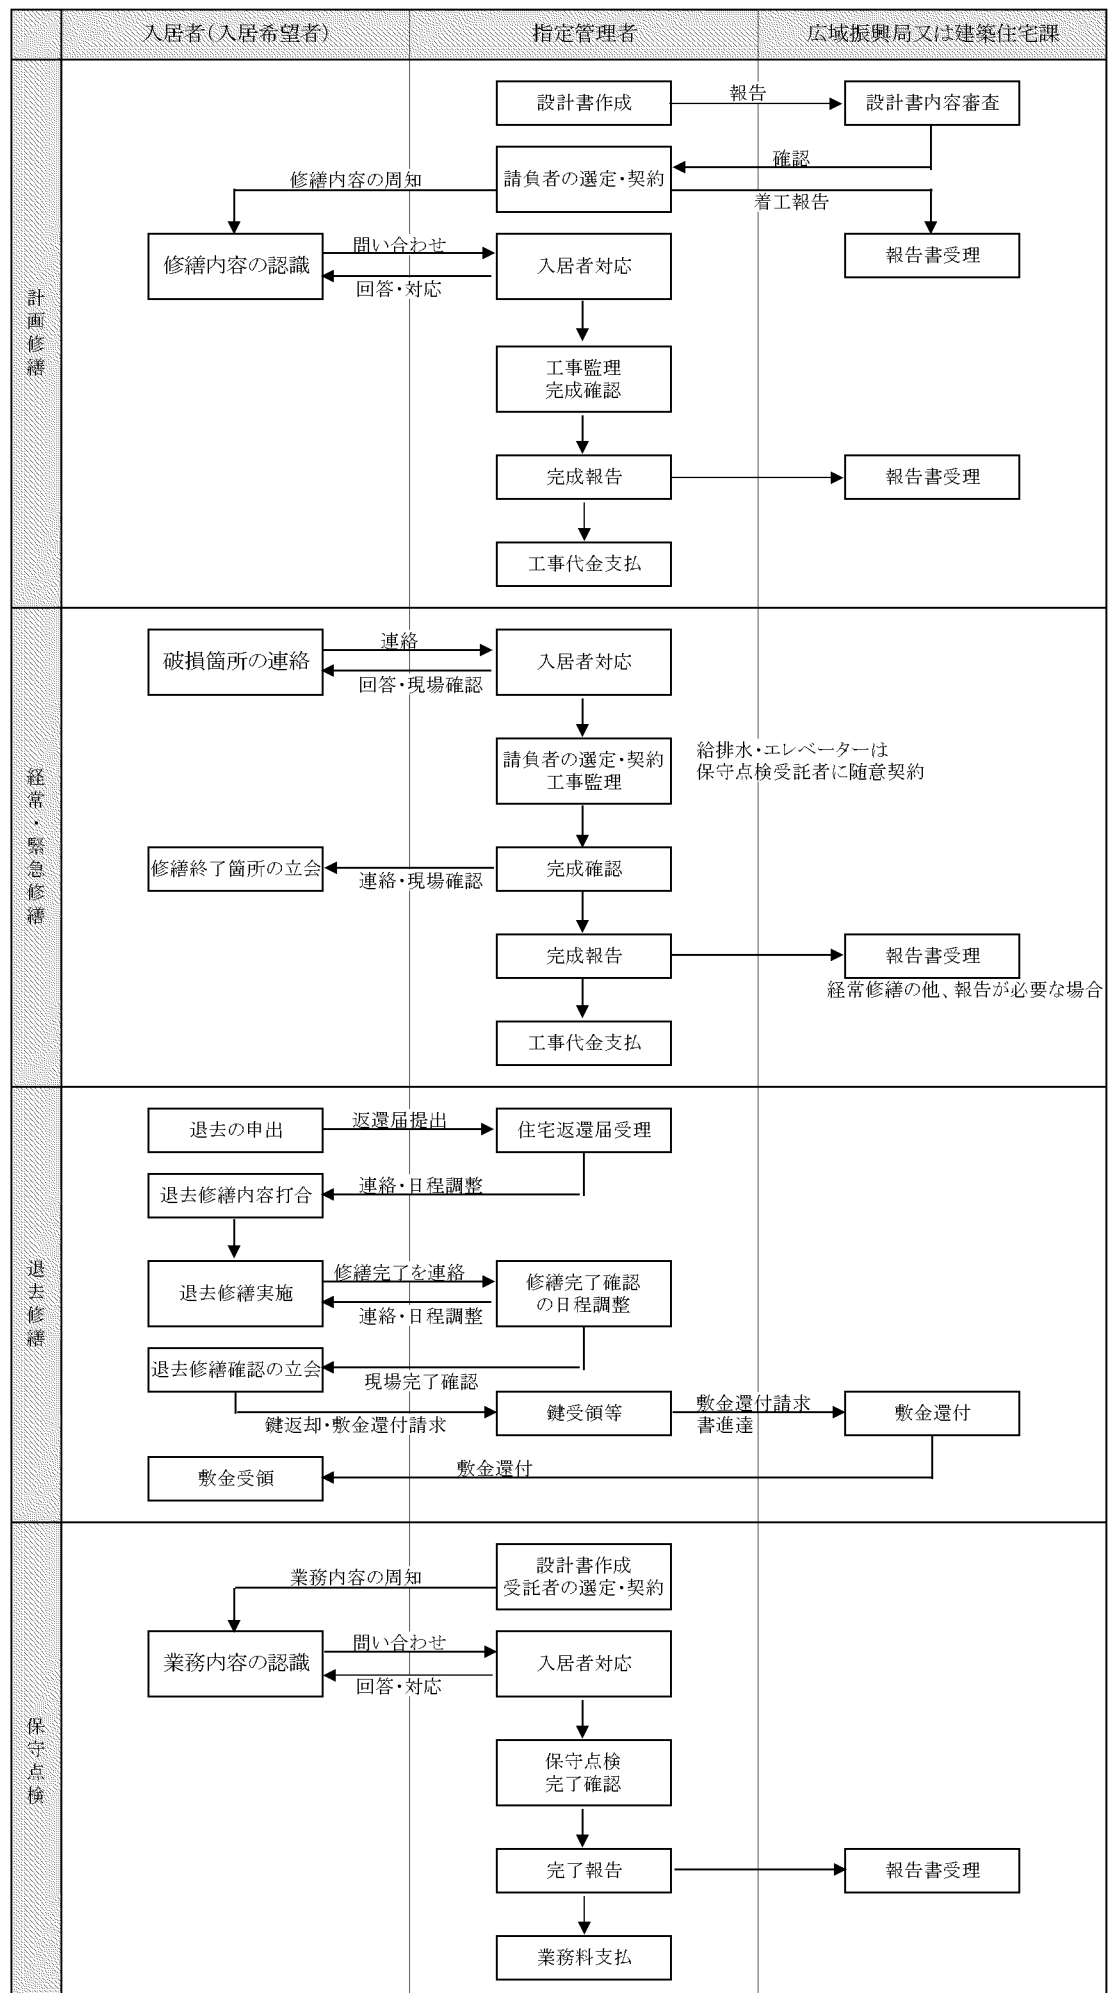 入居者(入居希望者)
指定管理者
広域振興局又は建築住宅課
計画修繕
設計書作成
報告
設計書内容審査
確認
請負者の選定・契約
修繕内容の周知
着工報告
修繕内容の認識
問い合わせ
回答・対応
入居者対応
報告書受理
工事監理
完成確認
完成報告
報告書受理
工事代金支払
経常・緊急修繕
破損箇所の連絡
連絡
回答・現場確認
入居者対応
請負者の選定・契約
工事監理
給排水・エレベーターは
保守点検受託者に随意契約
修繕終了箇所の立会
連絡・現場確認
完成確認
完成報告
報告書受理
経常修繕の他、報告が必要な場合
工事代金支払
退去修繕
退去の申出
返還届提出
住宅返還届受理
退去修繕内容打合
連絡・日程調整
退去修繕実施
修繕完了を連絡
連絡・日程調整
修繕完了確認
の日程調整
退去修繕確認の立会
現場完了確認
鍵返却・敷金還付請求
鍵受領等
敷金還付請求
書進達
敷金還付
敷金受領
敷金還付
保守点検
設計書作成
受託者の選定・契約
業務内容の周知
業務内容の認識
問い合わせ
回答・対応
入居者対応
保守点検
完了確認
完了報告
報告書受理
業務料支払